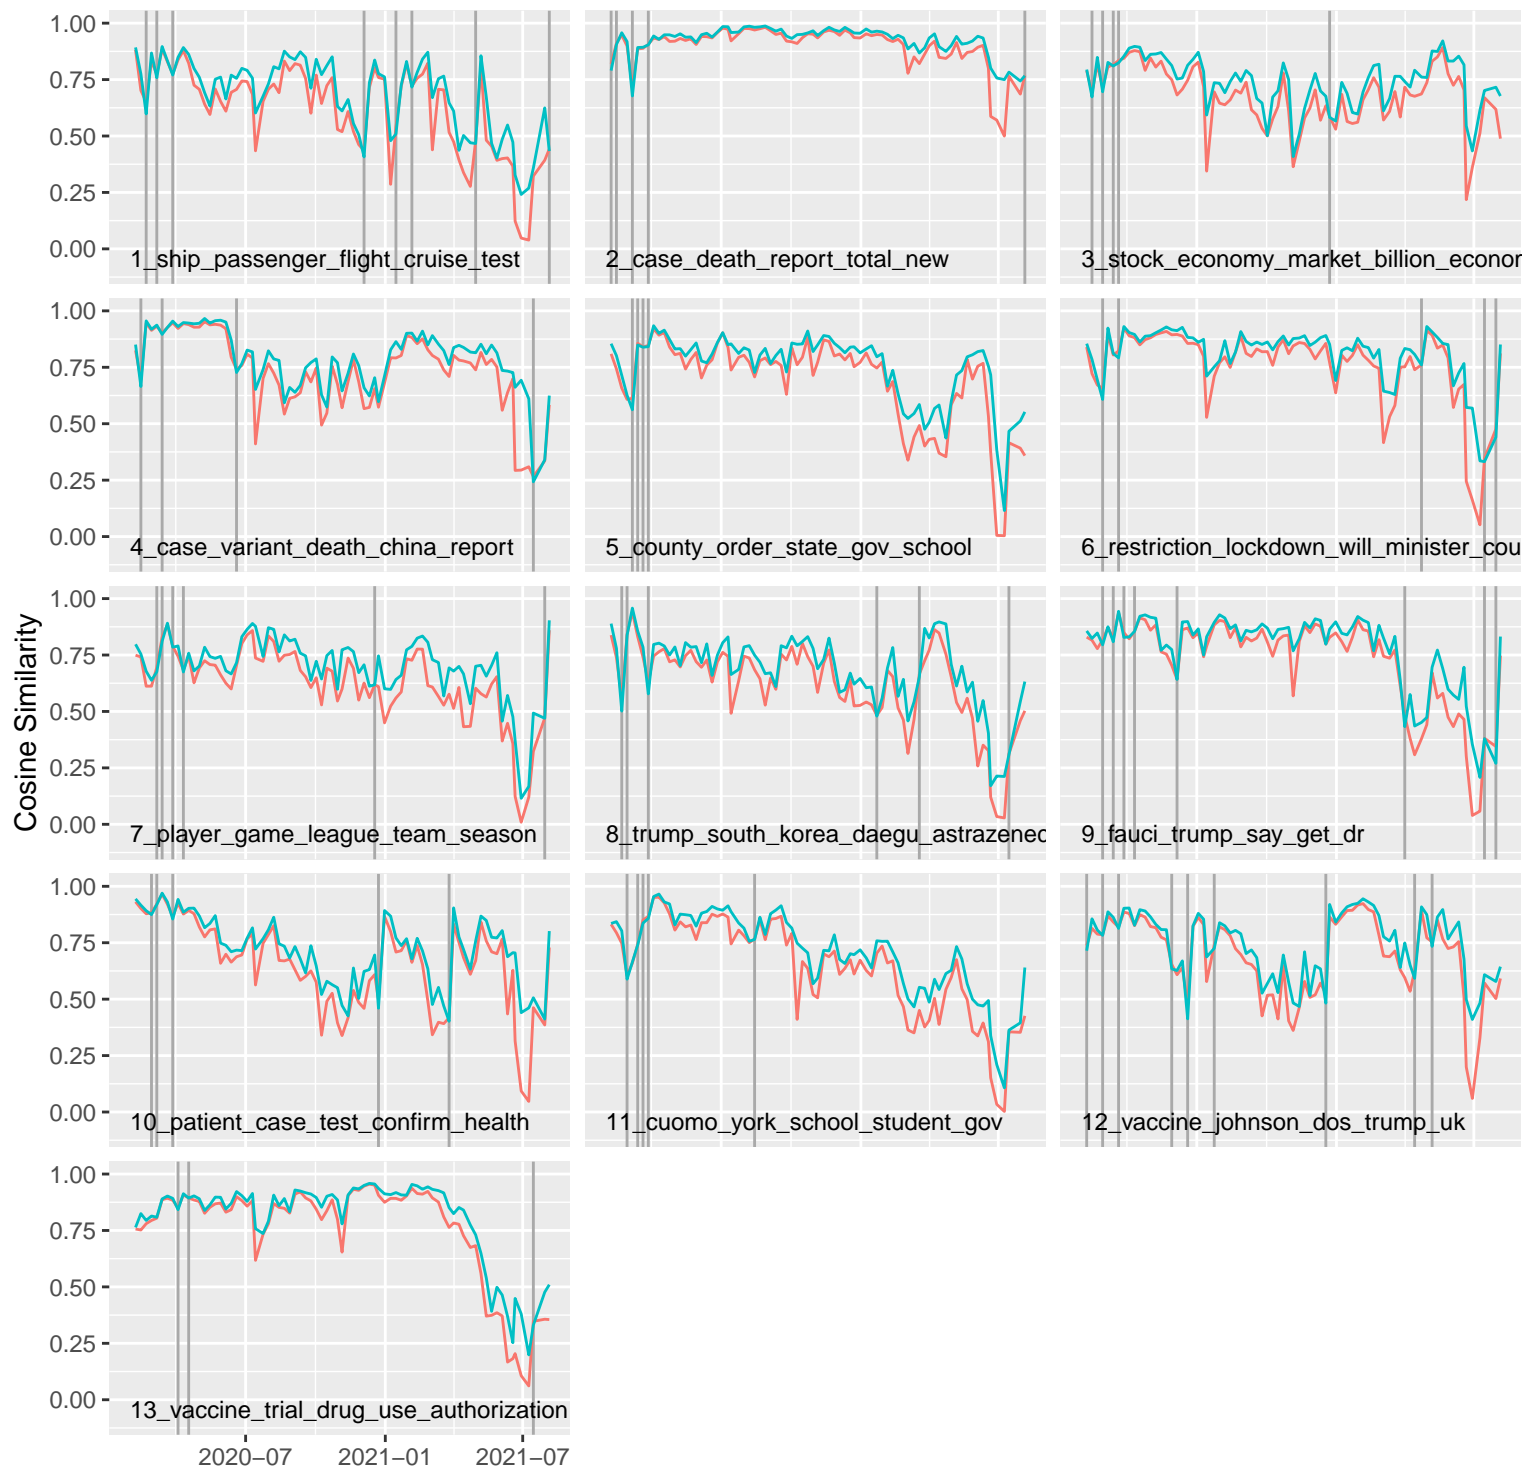 1.00
0.75
0.50
0.25
0.00
1_ship_passenger_flight_cruise_test
2_case_death_report_total_new
3_stock_economy_market_billion_econor
1.00
0.75
0.50
0.25
0.00
4_case_variant_death_china_report
5_county_order_state_gov_school
6_restriction_lockdown_will_minister_cou
Cosine Similarity
1.00
0.75
0.50
0.25
0.00
7_player_game_league_team_season
8_trump_south_korea_daegu_astrazenec
9_fauci_trump_say_get_dr
1.00
0.75
0.50
0.25
0.00
10_patient_case_test_confirm_health
11_cuomo_york_school_student_gov
12_vaccine_johnson_dos_trump_uk
1.00
0.75
0.50
0.25
0.00
13_vaccine_trial_drug_use_authorization
2020−07 2021−01 2021−07